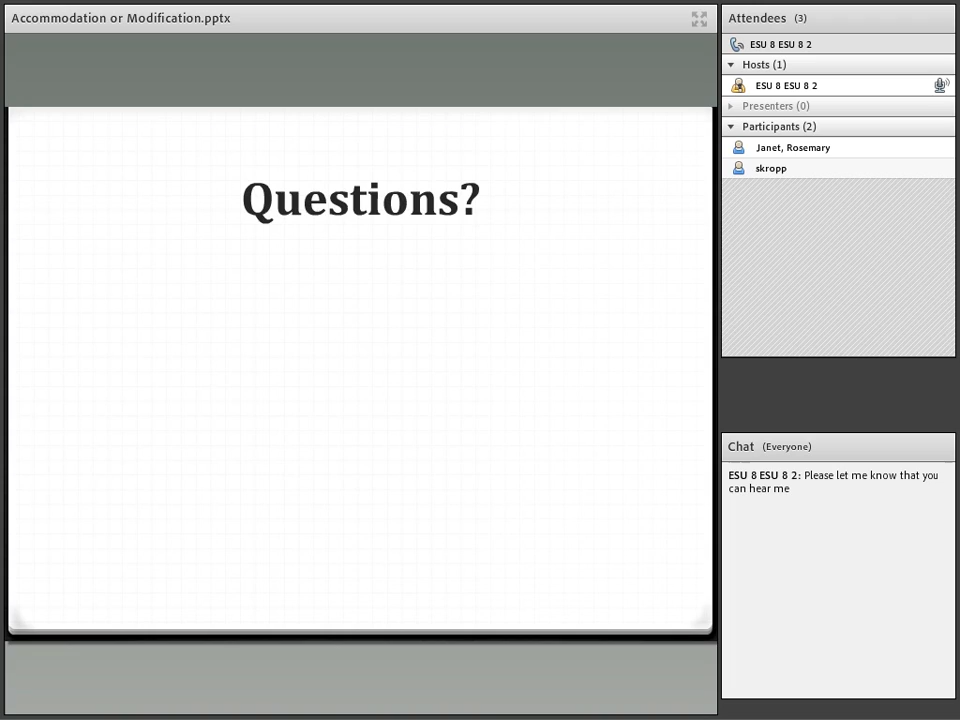 Accommodation or Modification.pptx
Questions?
Attendees (3)
ESU 8 ESU 8 2
Hosts (1)
ESU 8 ESU 8 2
Presenters (0)
Participants (2)
Janet, Rosemary
skropp
Chat (Everyone)
ESU 8 ESU 8 2: Please let me know that you
can hear me